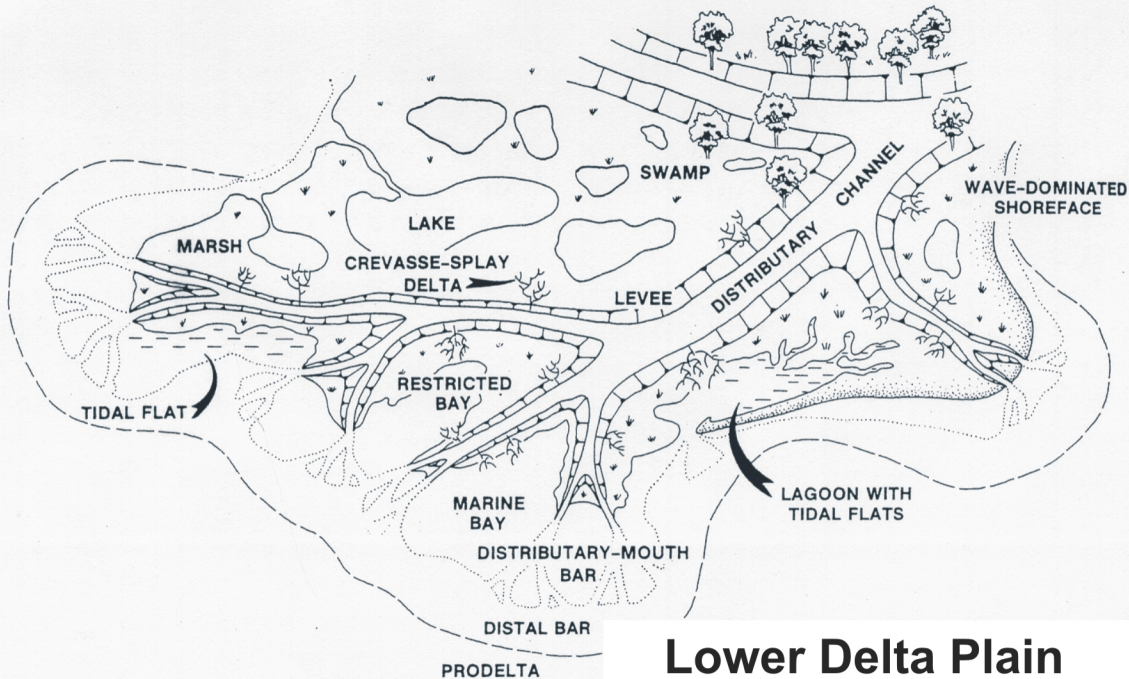 SWAMP
CHANNEL
WAVE-DOMINATED
SHOREFACE
LAKE
MARSH
CREVASSE-SPLAY
DELTA
DISTRIBUTARY
LEVEE
RESTRICTED
BAY
TIDAL FLAT
LAGOON WITH
TIDAL FLATS
MARINE
BAY
DISTRIBUTARY-MOUTH
BAR
DISTAL BAR
PRODELTA
Lower Delta Plain